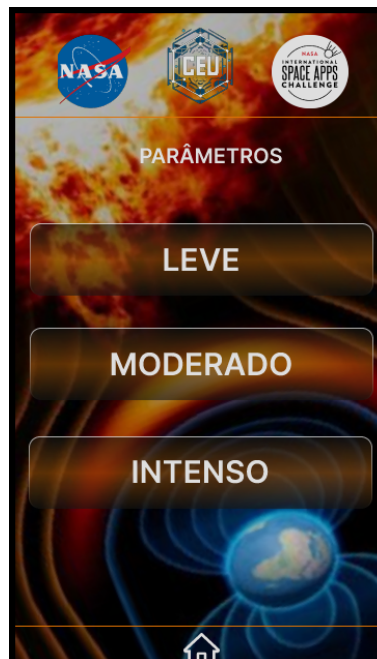 NASA
CEU
NASA
INTERNATIONAL
SPACE APPS
CHALLENGE
PARÂMETROS
LEVE
MODERADO
INTENSO